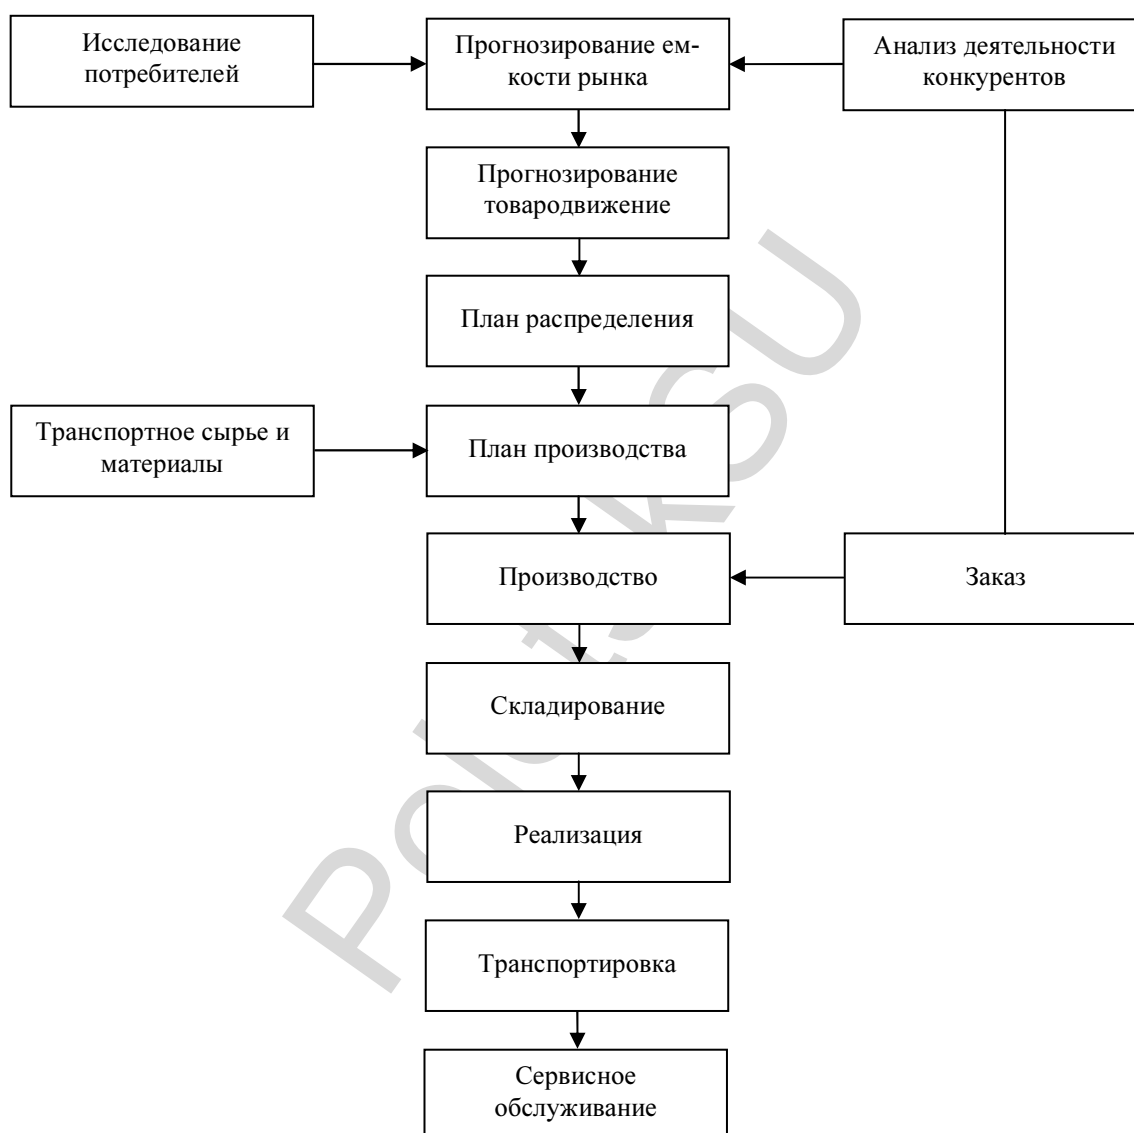 Исследование
потребителей
Прогнозирование ем-
кости рынка
Анализ деятельности
конкурентов
Прогнозирование
товародвижение
План распределения
Транспортное сырье и
материалы
План производства
Производство
Заказ
Складирование
Реализация
Транспортировка
Сервисное
обслуживание
PolotskSU